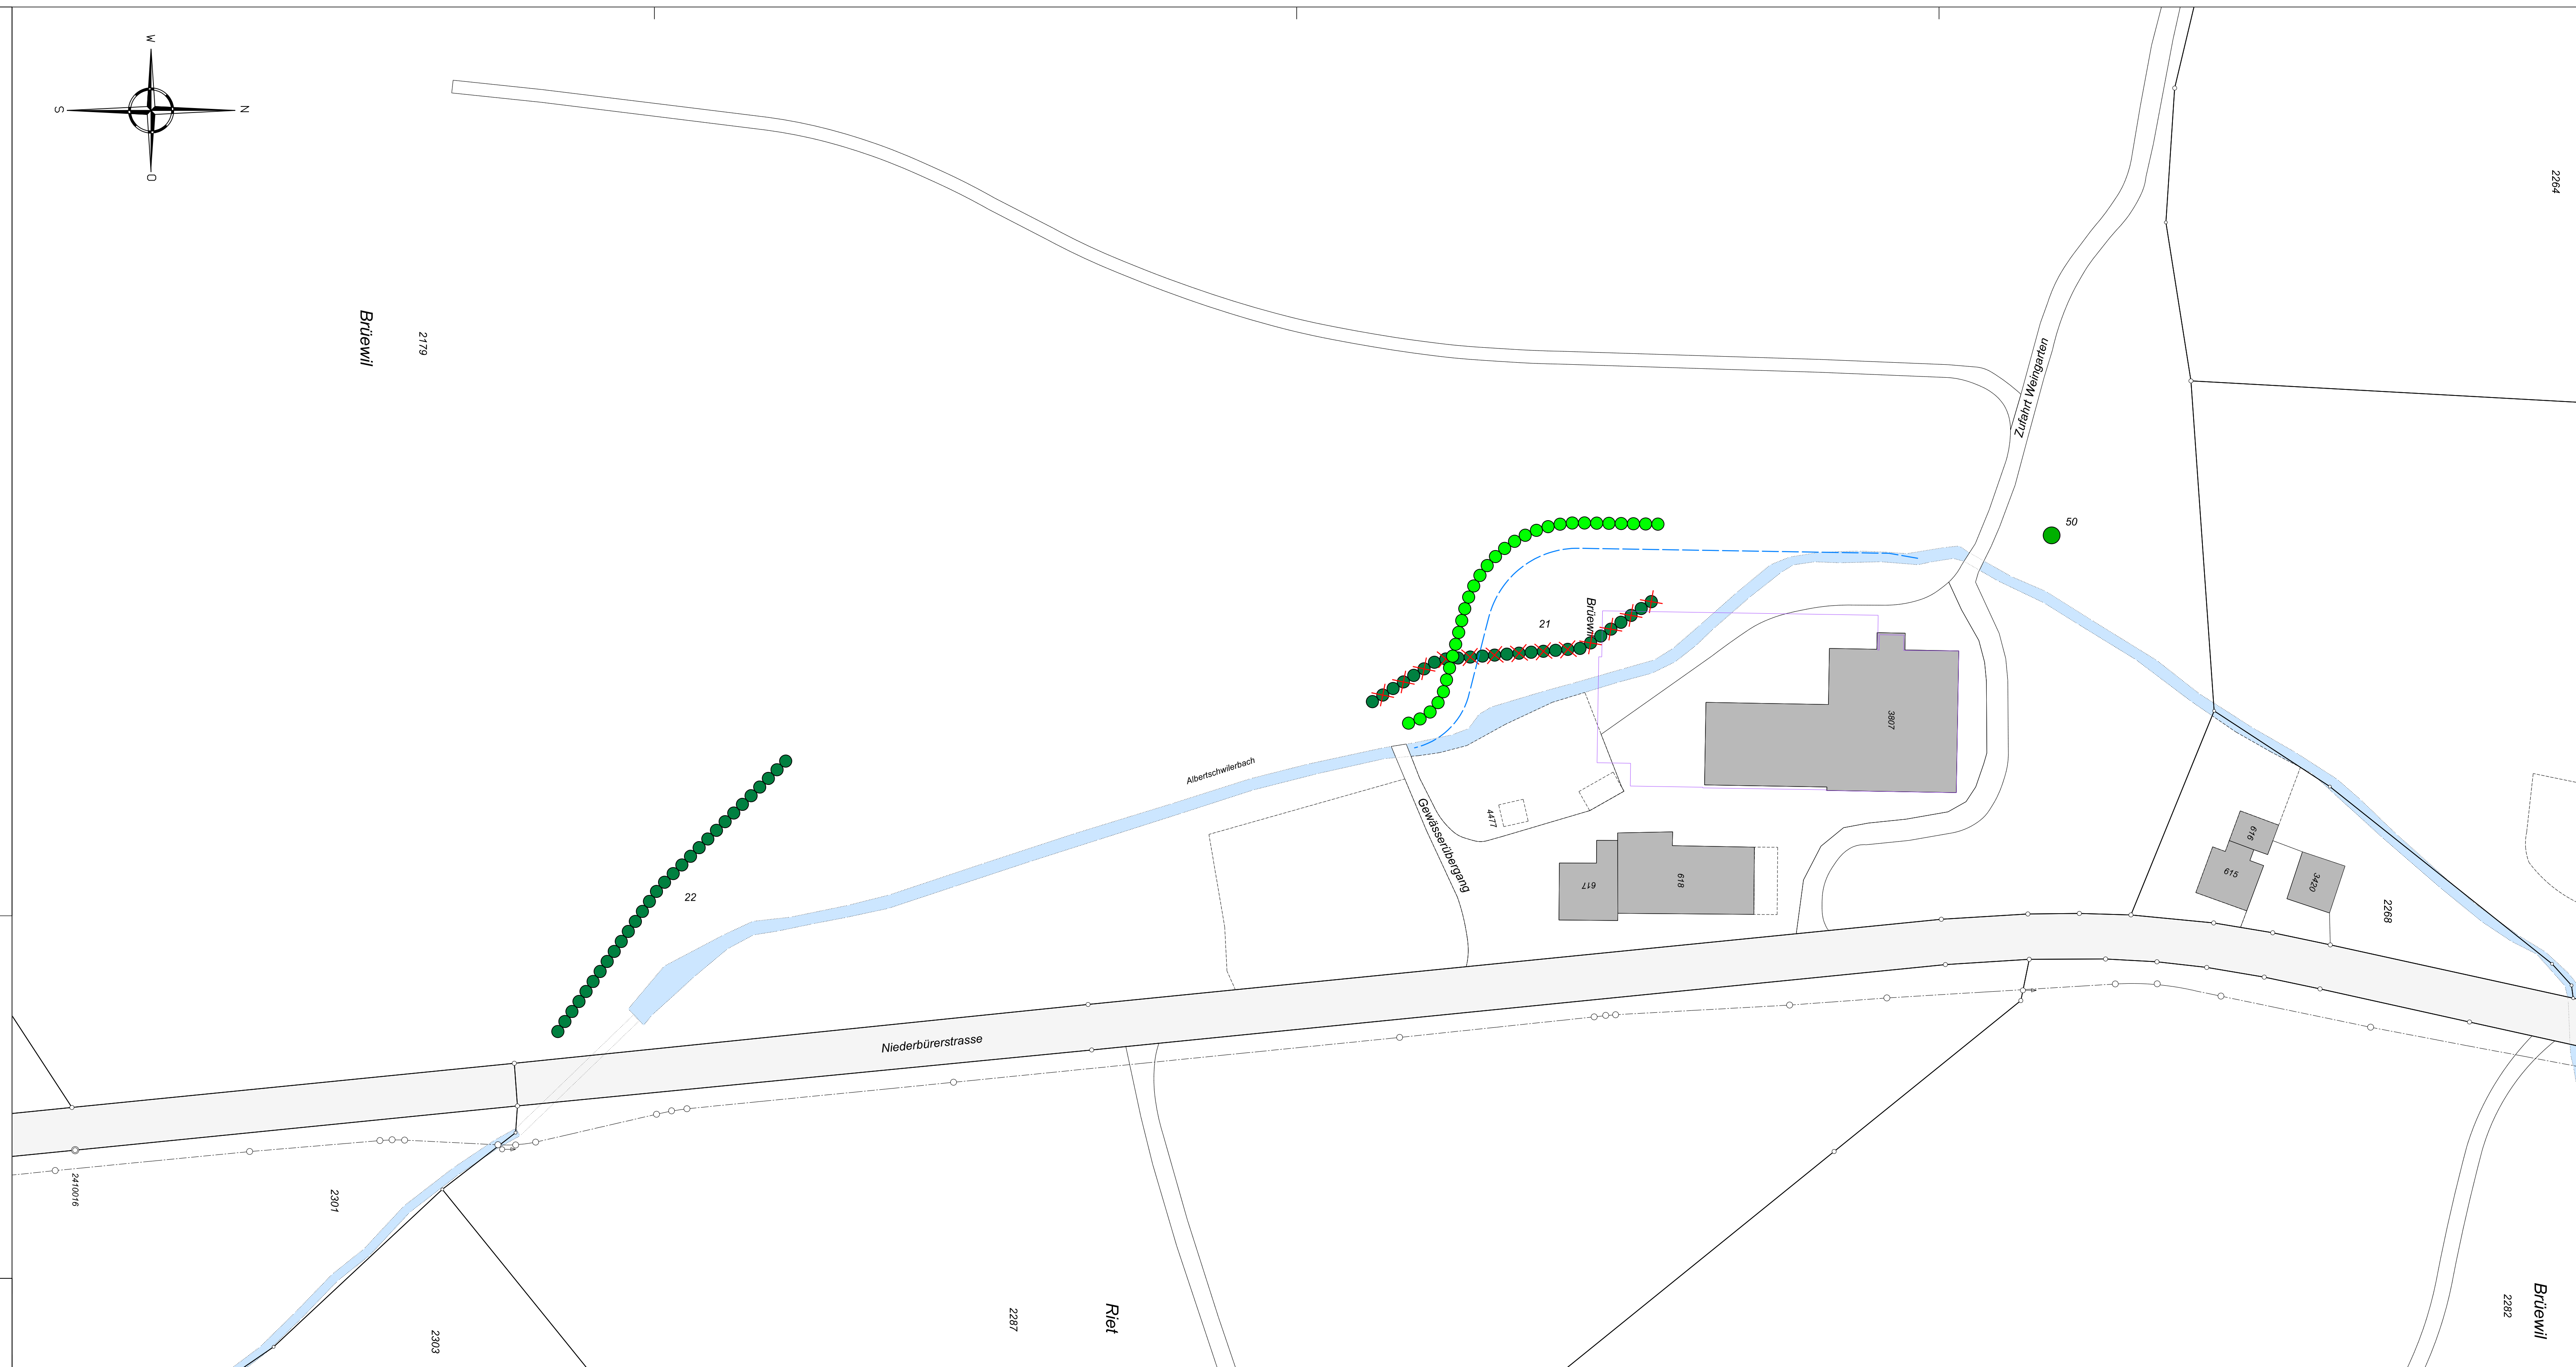 W
S
N
O
2264
Brüewil
2179
Zufahrt Weingarten
50
21
Brüewil
3807
Albertschwilerbach
4477
Gewässerübergang
617
618
616
615
3420
2268
22
Niederbürerstrasse
2410016
2301
2303
2287
Riet
2282
Brüewil